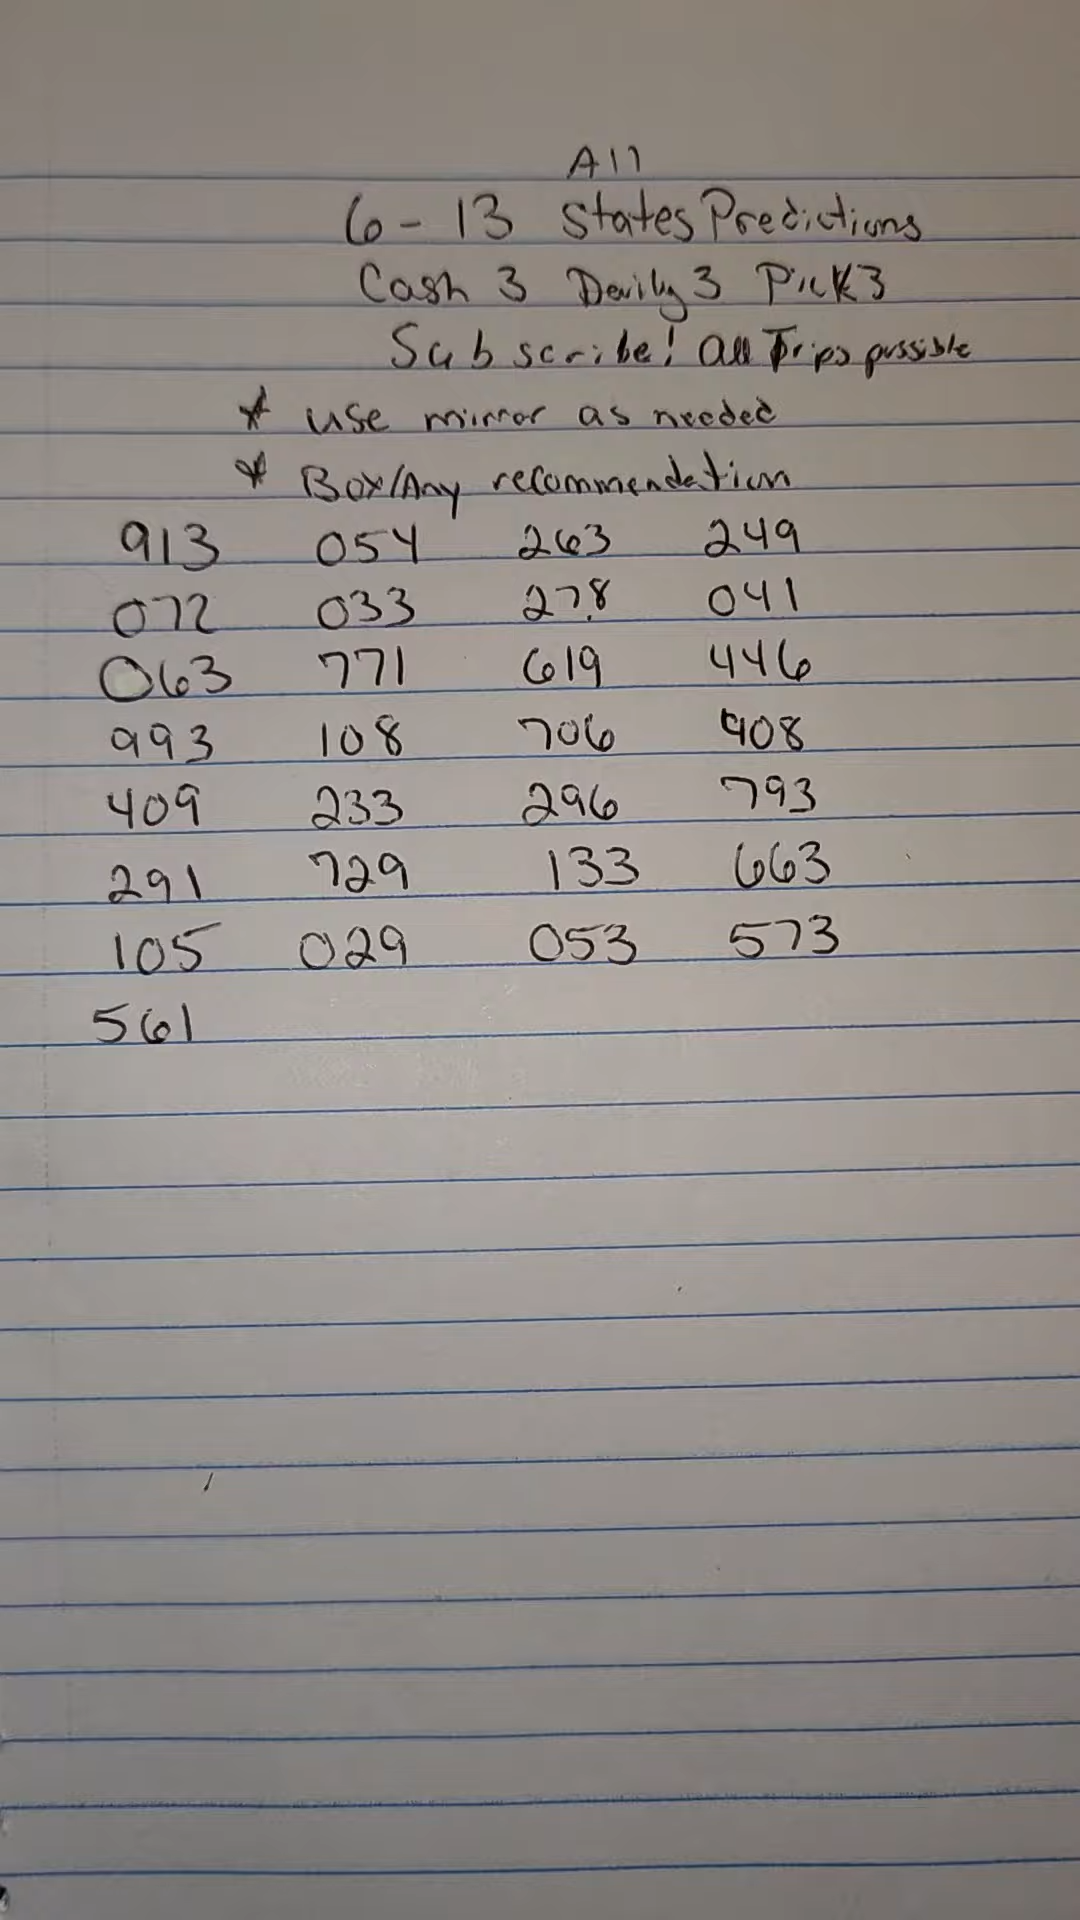 All
6-13 States Predictions
Cash 3 Daily 3 Pick 3
Subscribe! All Trips possible
* use mirror as needed
* Box/Any recommendation
913 054 263 249
072 033 278 041
063 771 619 446
993 108 706 908
409 233 296 793
291 729 133 663
105 029 053 573
561